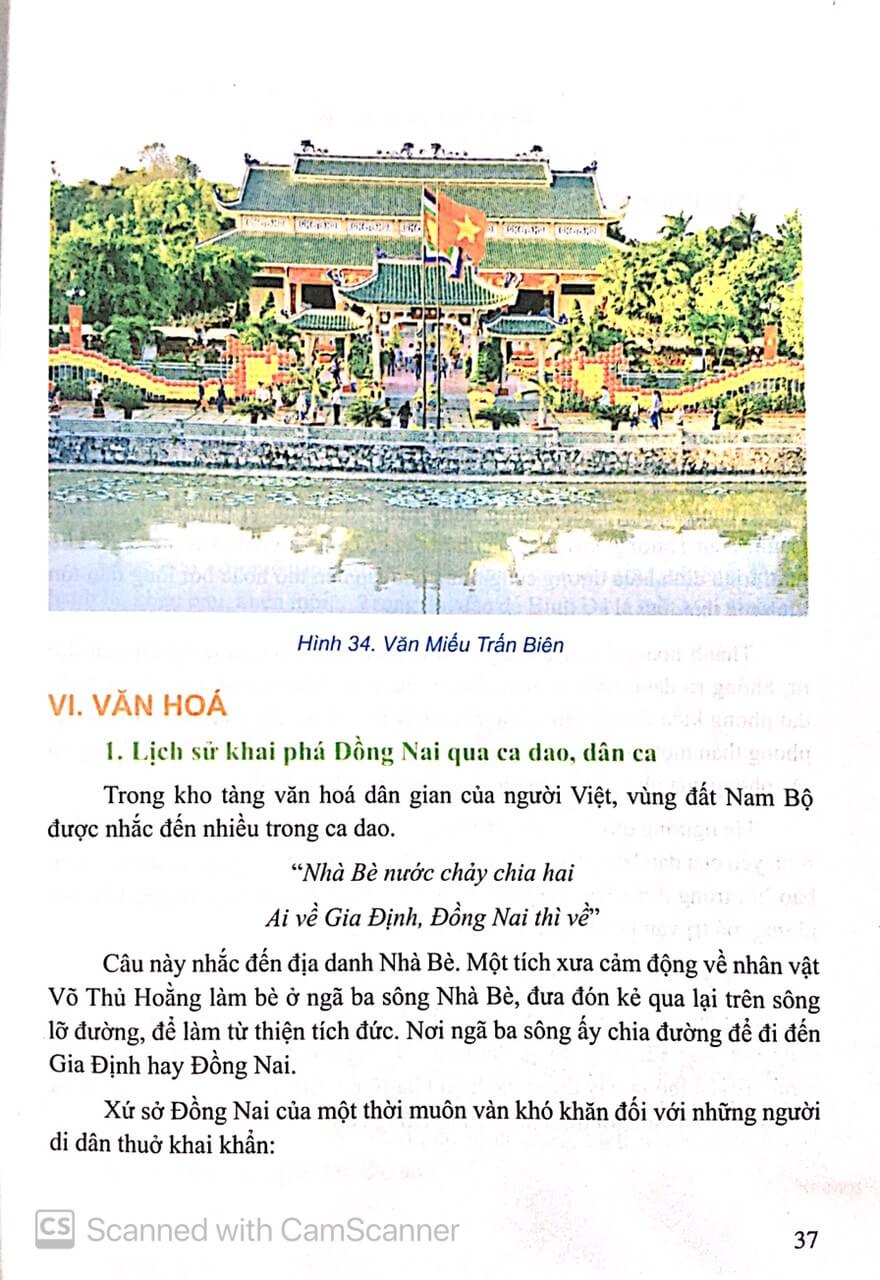 Hình 34. Văn Miếu Trấn Biên
VI. VĂN HOÁ
1. Lịch sử khai phá Đồng Nai qua ca dao, dân ca
Trong kho tàng văn hoá dân gian của người Việt, vùng đất Nam Bộ
được nhắc đến nhiều trong ca dao.
“Nhà Bè nước chảy chia hai
Ai về Gia Định, Đồng Nai thì về”
Câu này nhắc đến địa danh Nhà Bè. Một tích xưa cảm động về nhân vật
Võ Thủ Hoằng làm bè ở ngã ba sông Nhà Bè, đưa đón kẻ qua lại trên sông
lỡ đường, để làm từ thiện tích đức. Nơi ngã ba sông ấy chia đường để đi đến
Gia Định hay Đồng Nai.
Xứ sở Đồng Nai của một thời muôn vàn khó khăn đối với những người
di dân thuở khai khẩn:
CS Scanned with CamScanner
37